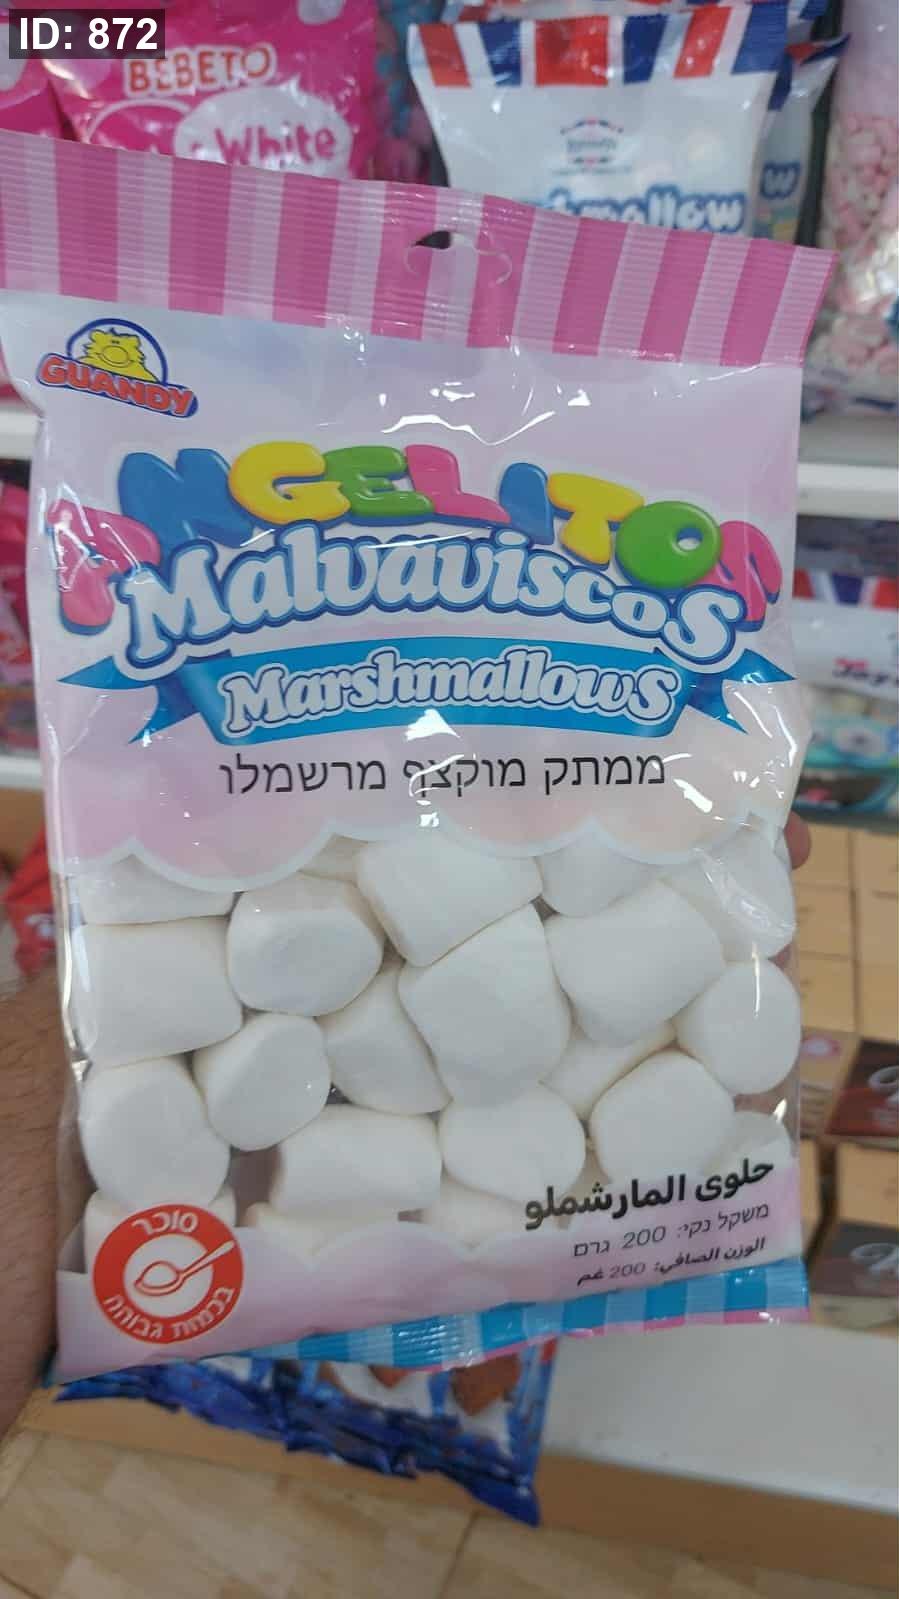 ID: 872
BEBETO
White
GUANDY
ANGELITOS
Malvaviscos
Marshmallows
ממתק מוקצף מרשמלו
حلوى المارشملو
משקל נקי: 200 גרם
الوزن الصافي: 200 غم
סוכר
בכמות גבוהה